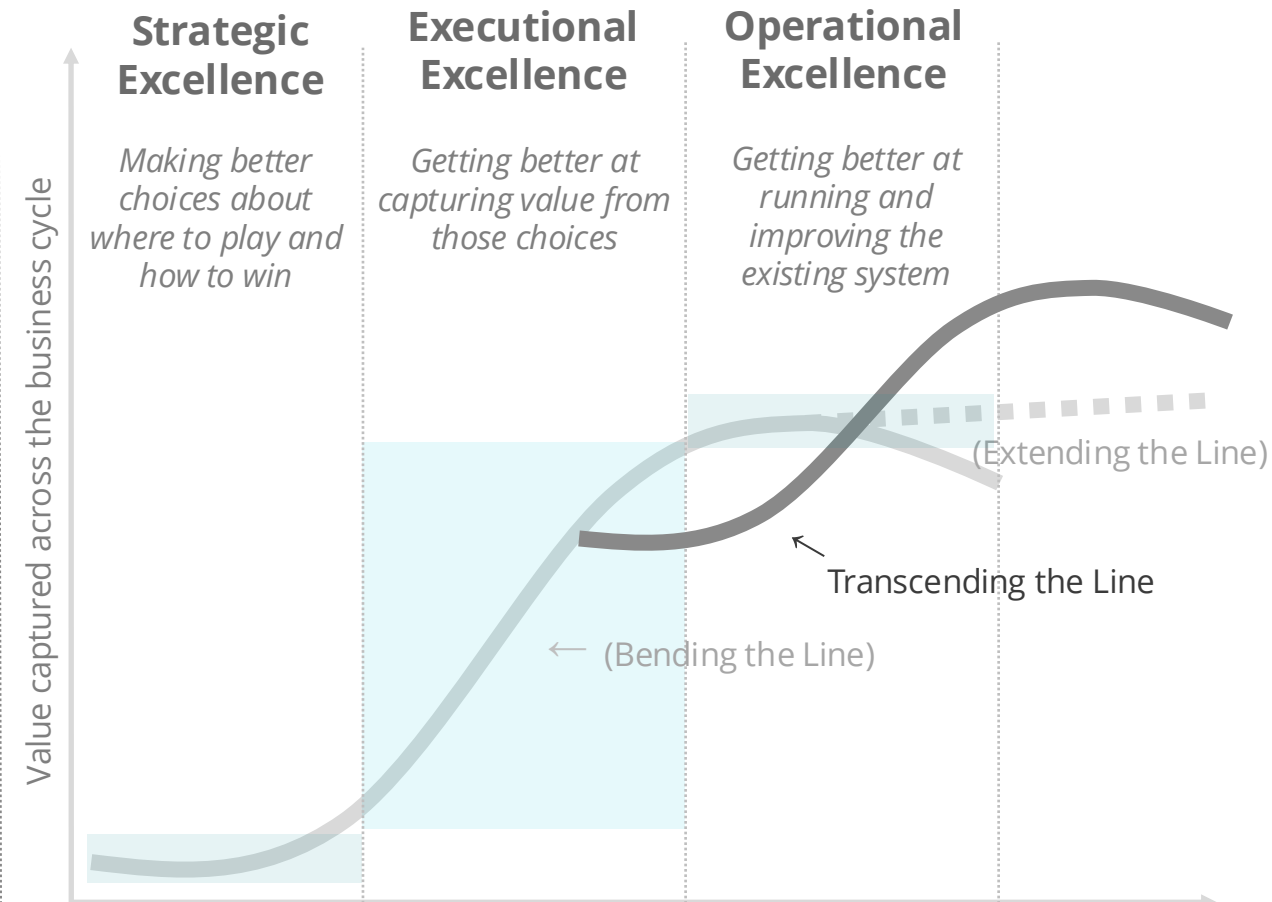 Strategic
Excellence
Executional
Excellence
Operational
Excellence
Making better
choices about
where to play and
how to win
Getting better at
capturing value from
those choices
Getting better at
running and
improving the
existing system
Value captured across the business cycle
(Extending the Line)
Transcending the Line
(Bending the Line)